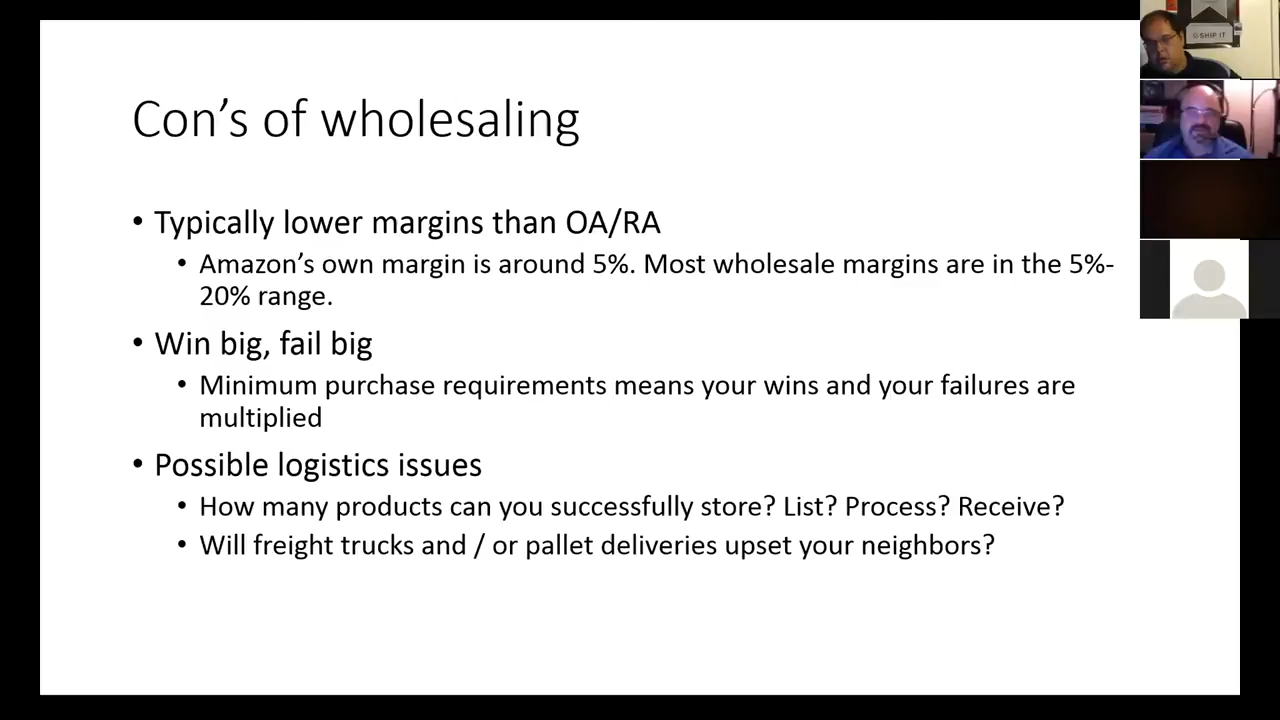 Con's of wholesaling
• Typically lower margins than OA/RA
• Amazon's own margin is around 5%. Most wholesale margins are in the 5%-
20% range.
• Win big, fail big
• Minimum purchase requirements means your wins and your failures are
multiplied
• Possible logistics issues
• How many products can you successfully store? List? Process? Receive?
• Will freight trucks and / or pallet deliveries upset your neighbors?
SHIP IT